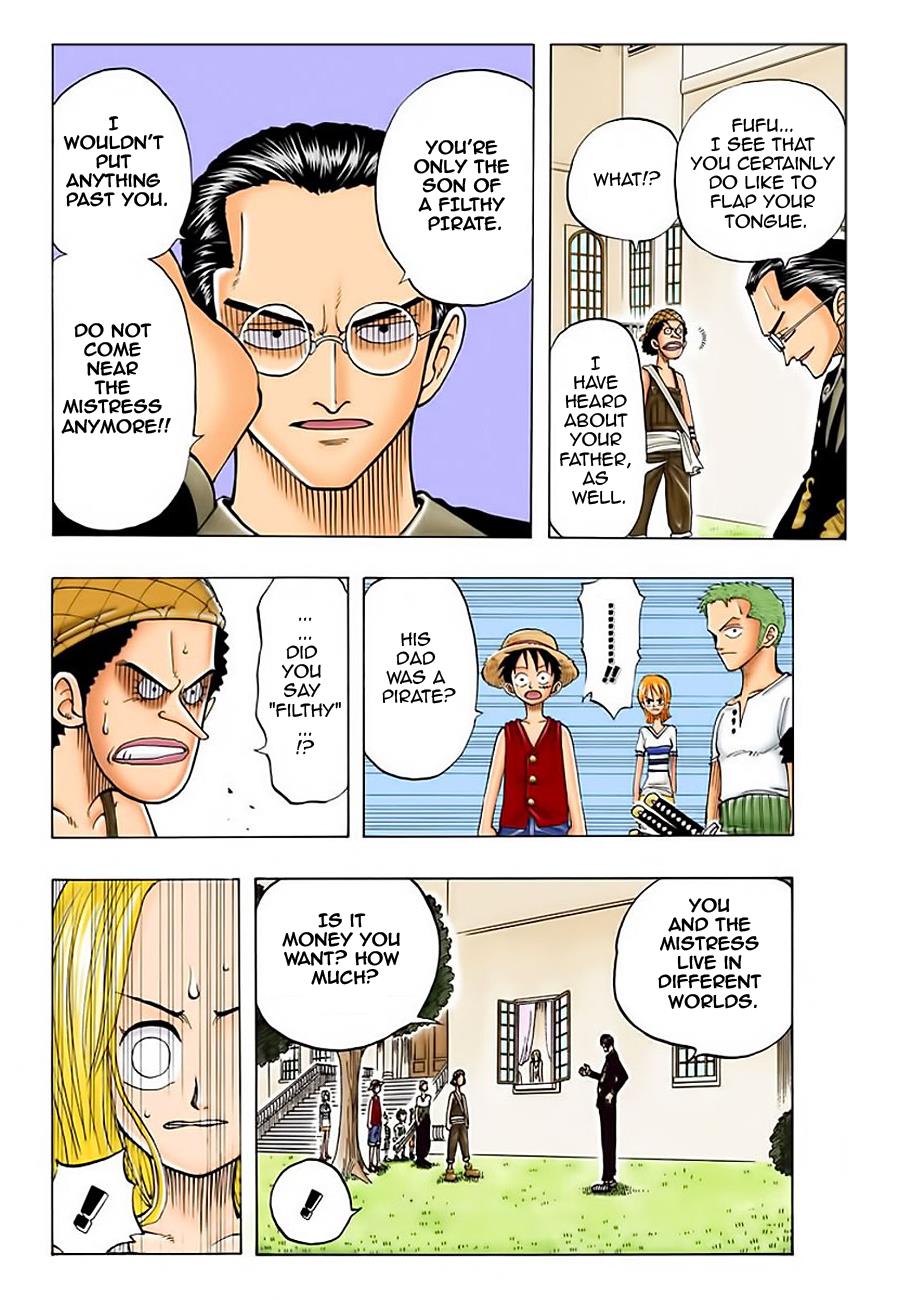 FUFU...
I SEE THAT
YOU CERTAINLY
DO LIKE TO
FLAP YOUR
TONGUE.
WHAT!?
I
HAVE
HEARD
ABOUT
YOUR
FATHER,
AS
WELL.
YOU'RE
ONLY THE
SON OF
A FILTHY
PIRATE.
I
WOULDN'T
PUT
ANYTHING
PAST YOU.
DO NOT
COME
NEAR
THE
MISTRESS
ANYMORE!!
..........!!
HIS
DAD
WAS A
PIRATE?
...
...
DID
YOU
SAY
"FILTHY"
...
!?
YOU
AND THE
MISTRESS
LIVE IN
DIFFERENT
WORLDS.
IS IT
MONEY YOU
WANT? HOW
MUCH?
!
!